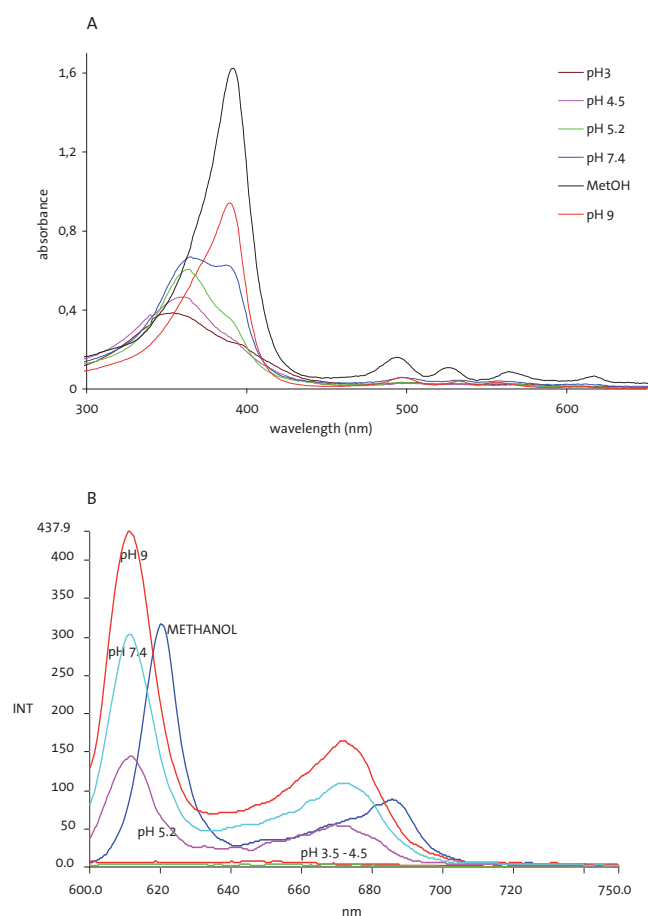 A
1,6
1,2
0,8
0,4
0
absorbance
300
400
500
600
wavelength (nm)
pH3
pH 4.5
pH 5.2
pH 7.4
MetOH
pH 9
B
437.9
400
350
300
250
200
150
100
50
0.0
INT
pH 9
METHANOL
pH 7.4
pH 5.2
pH 3.5 - 4.5
600.0
620
640
660
680
700
720
750.0
nm